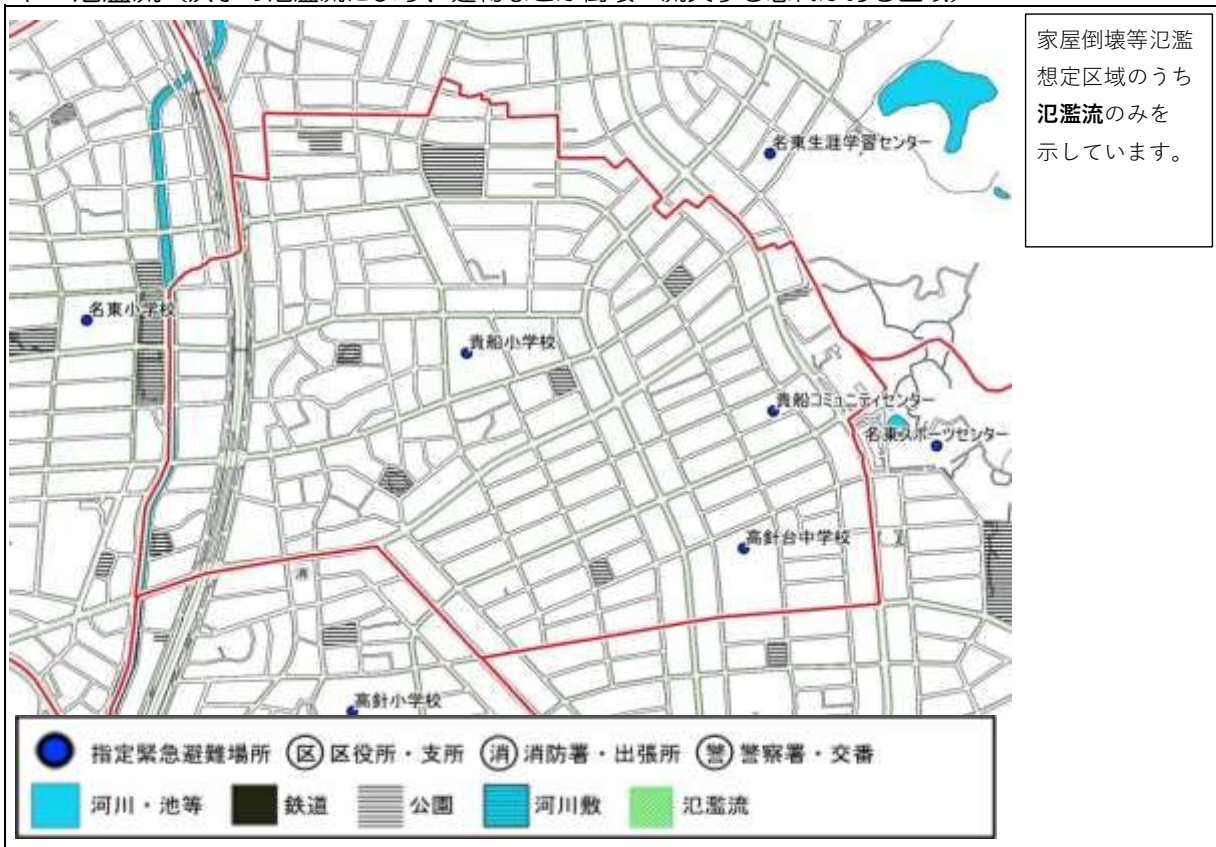 家屋倒壊等氾濫
想定区域のうち
氾濫流のみを
示しています。
名東生涯学習センター
名東小学校
貴船小学校
貴船コミュニティセンター
名東スポーツセンター
高針台中学校
消
高針小学校
指定緊急避難場所 区 区役所・支所 消 消防署・出張所 警 警察署・交番
河川・池等 鉄道 公園 河川敷 氾濫流